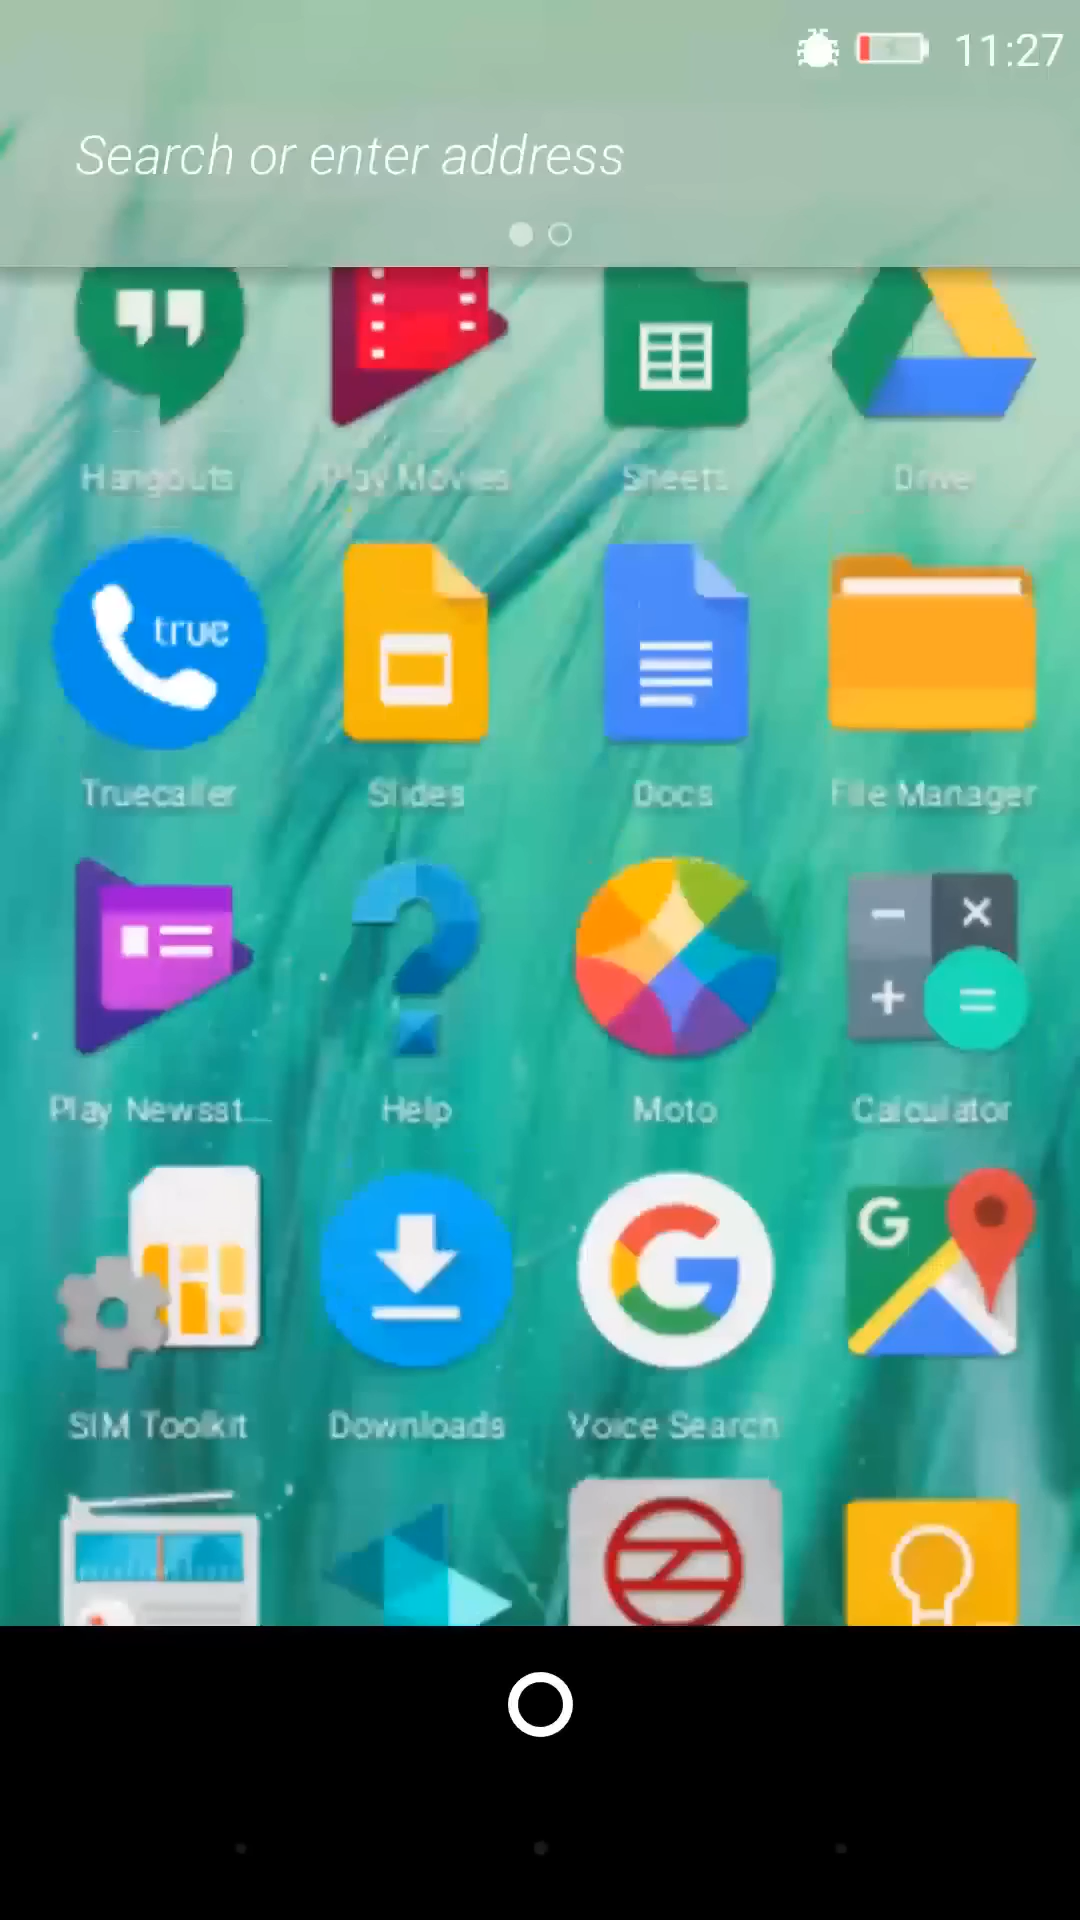 11:27
Search or enter address
Hangouts Play Movies Sheets Drive
true
Truecaller Slides Docs File Manager
Play Newsst... Help Moto Calculator
SIM Toolkit Downloads Voice Search